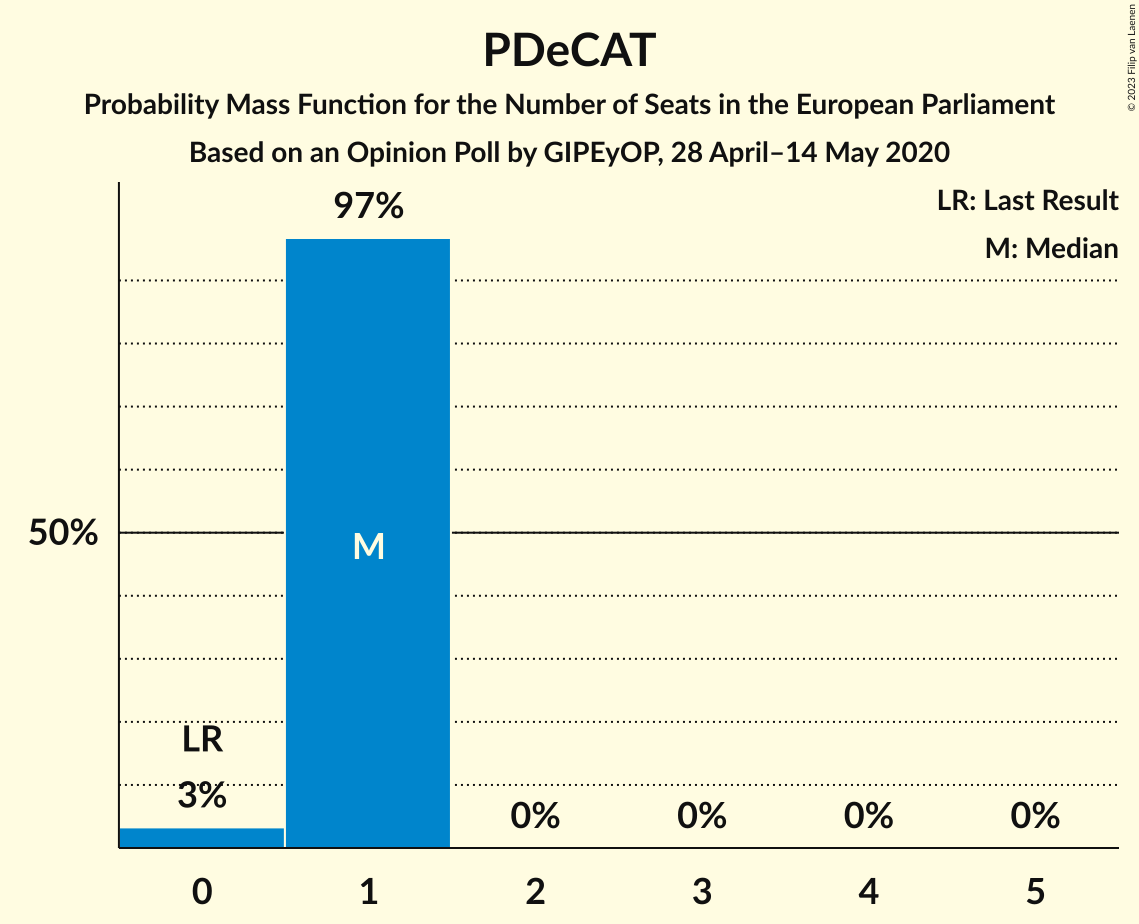 PDeCAT
Probability Mass Function for the Number of Seats in the European Parliament
Based on an Opinion Poll by GIPEyOP, 28 April–14 May 2020
© 2023 Filip van Laenen
LR: Last Result
M: Median
97%
50%
M
LR
3%
0%
0%
0%
0%
0
1
2
3
4
5